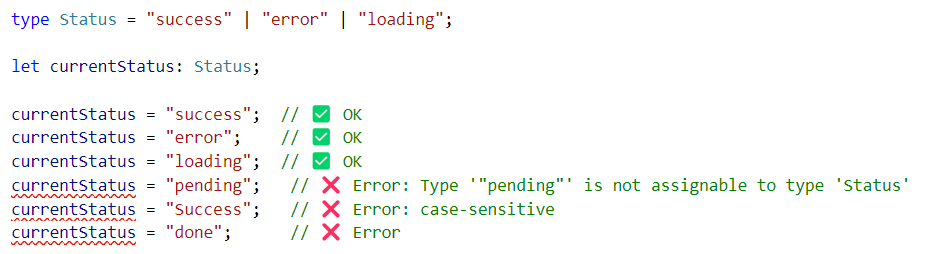 type Status = "success" | "error" | "loading";
let currentStatus: Status;
currentStatus = "success";  // ✅ OK
currentStatus = "error";    // ✅ OK
currentStatus = "loading";  // ✅ OK
currentStatus = "pending";   // ❌ Error: Type '"pending"' is not assignable to type 'Status'
currentStatus = "Success";   // ❌ Error: case-sensitive
currentStatus = "done";      // ❌ Error